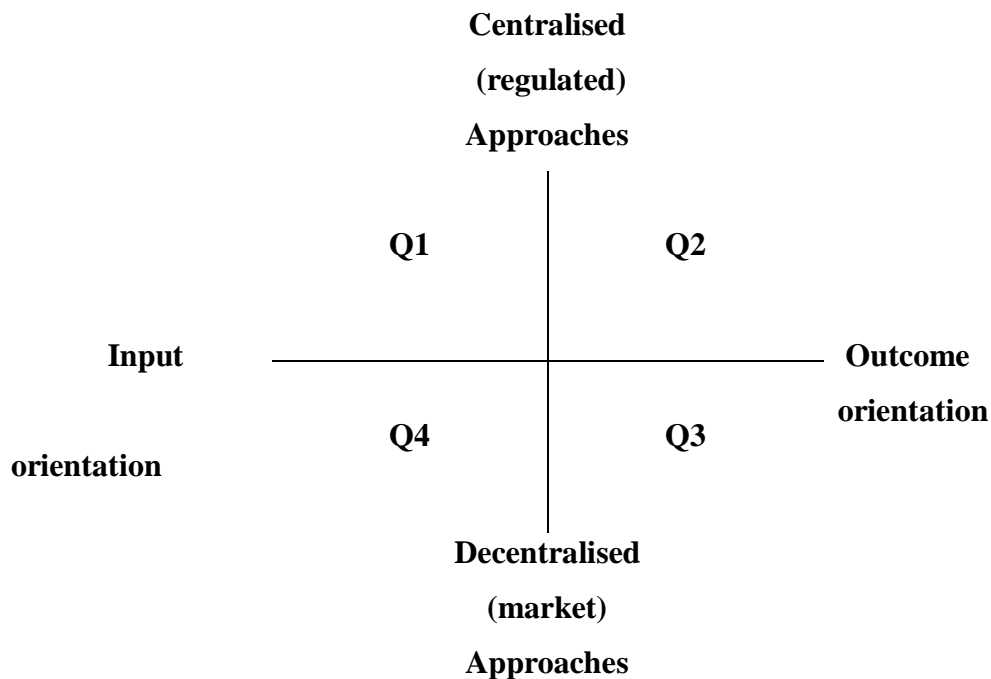 Centralised
(regulated)
Approaches
Q1 Q2
Input
orientation
Outcome
orientation
Q4 Q3
Decentralised
(market)
Approaches